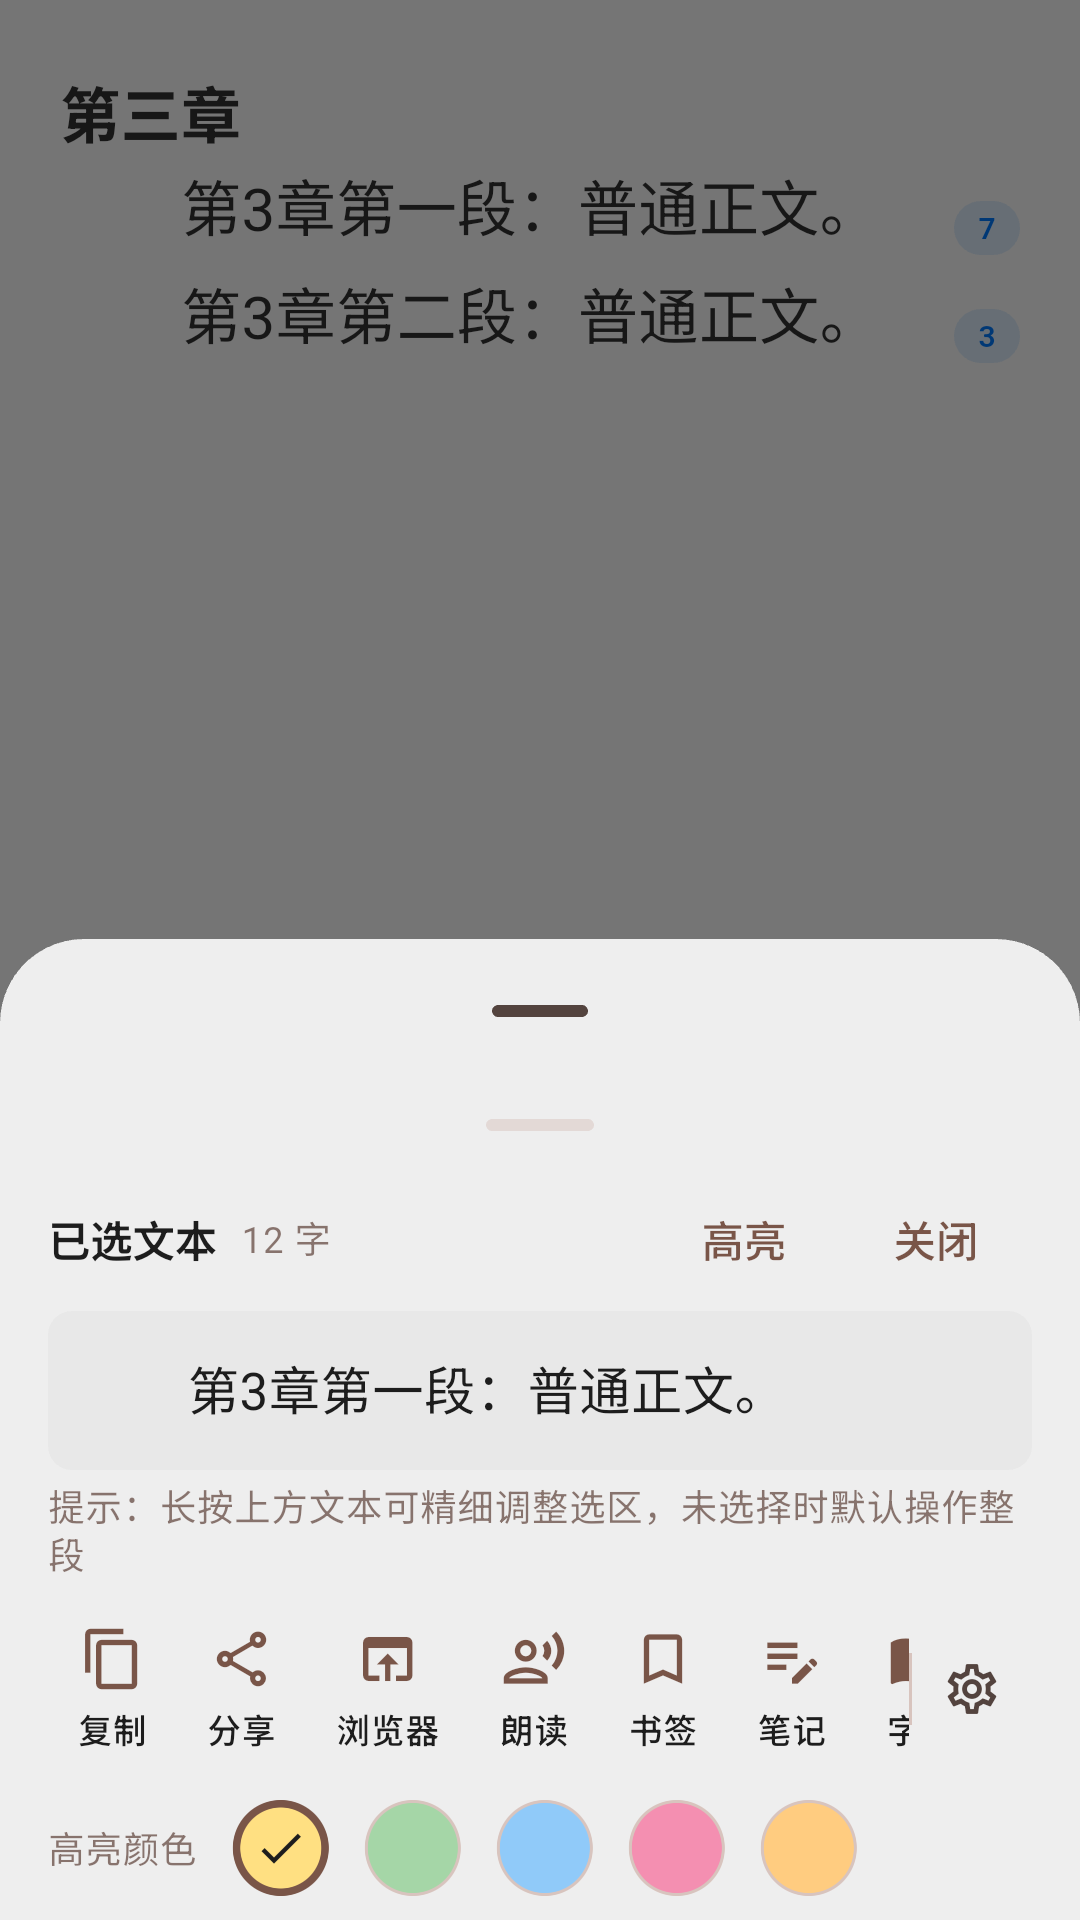 第三章
第3章第一段：普通正文。
7
第3章第二段：普通正文。
3
已选文本 12 字 高亮 关闭
第3章第一段：普通正文。
提示：长按上方文本可精细调整选区，未选择时默认操作整
段
复制 分享 浏览器 朗读 书签 笔记 字
高亮颜色